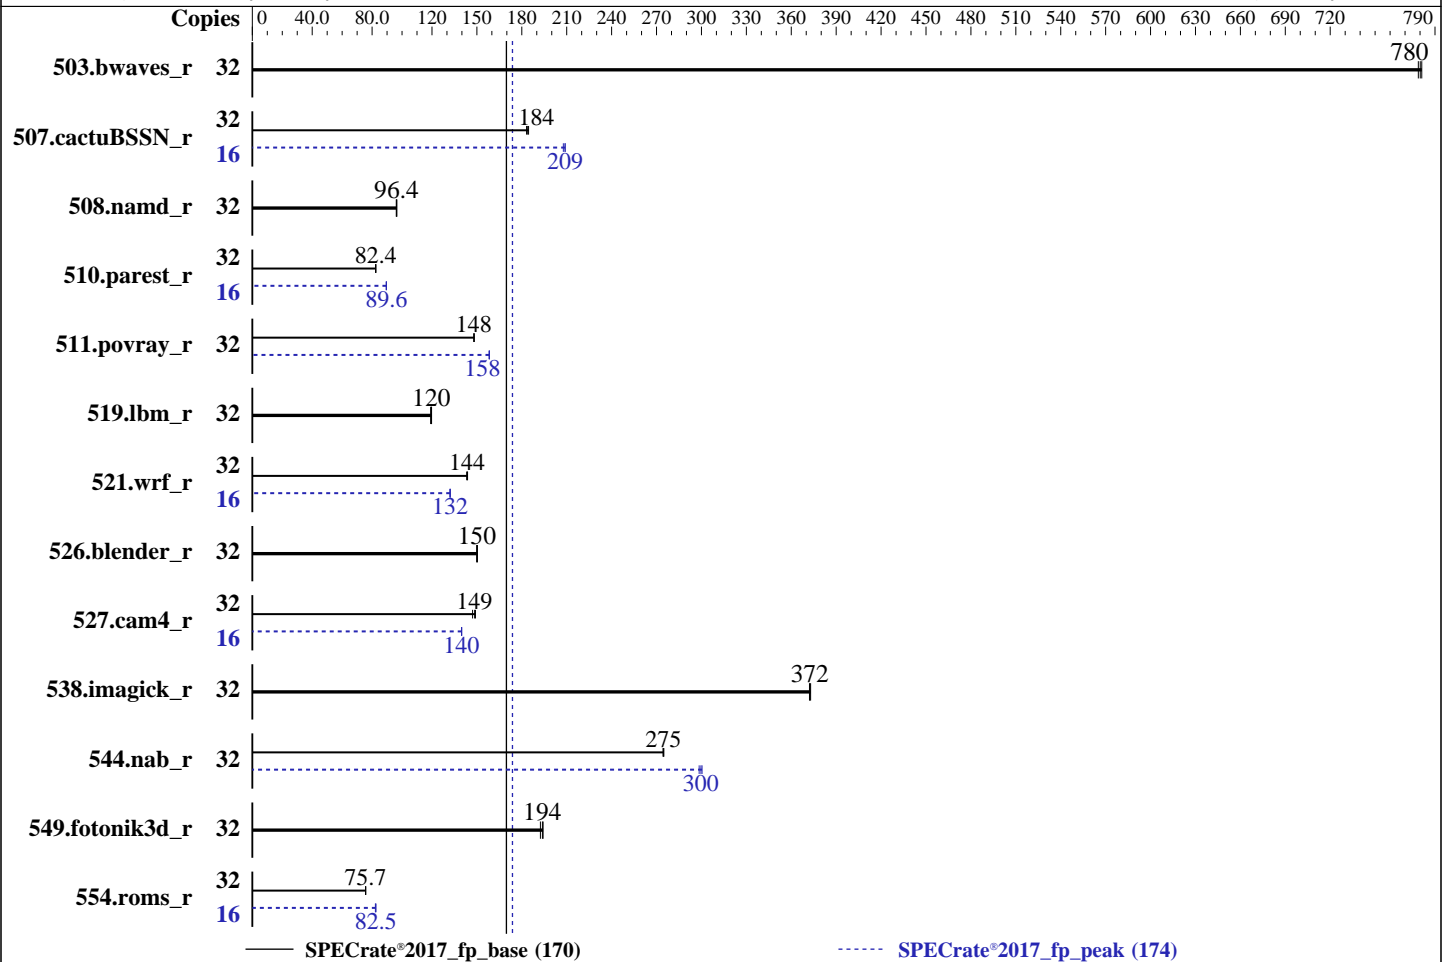 Copies 0 40.0 80.0 120 150 180 210 240 270 300 330 360 390 420 450 480 510 540 570 600 630 660 690 720 790
503.bwaves_r 32 780
507.cactuBSSN_r 32 184
16 209
508.namd_r 32 96.4
510.parest_r 32 82.4
16 89.6
511.povray_r 32 148
158
519.lbm_r 32 120
521.wrf_r 32 144
16 132
526.blender_r 32 150
527.cam4_r 32 149
16 140
538.imagick_r 32 372
544.nab_r 32 275
300
549.fotonik3d_r 32 194
554.roms_r 32 75.7
16 82.5
SPECrate®2017_fp_base (170) SPECrate®2017_fp_peak (174)